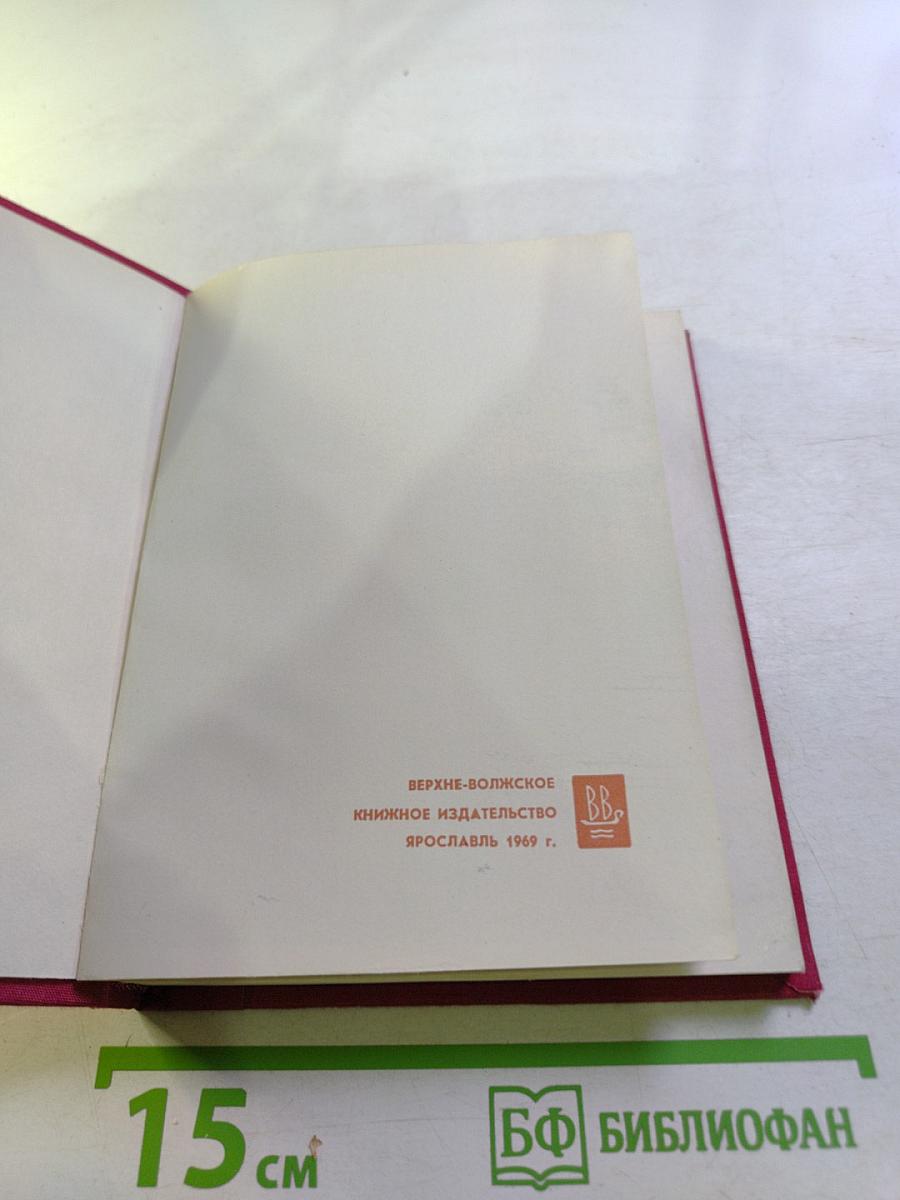 ВЕРХНЕ-ВОЛЖСКОЕ
КНИЖНОЕ ИЗДАТЕЛЬСТВО
ЯРОСЛАВЛЬ 1969 г.
ВВ
15 см
БФ БИБЛИОФАН